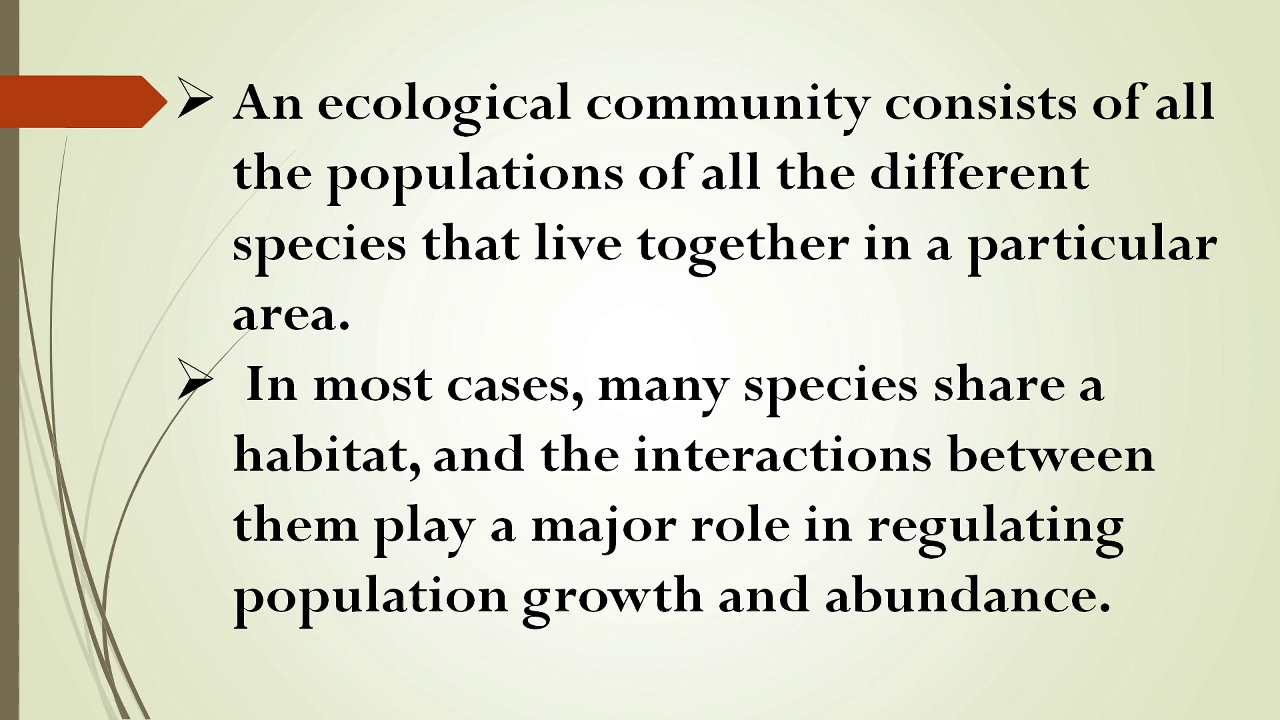 ➢ An ecological community consists of all
the populations of all the different
species that live together in a particular
area.
➢ In most cases, many species share a
habitat, and the interactions between
them play a major role in regulating
population growth and abundance.